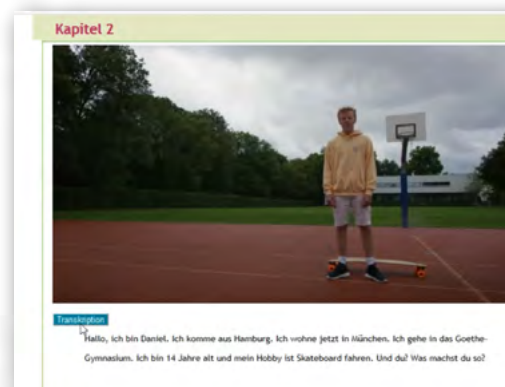 Kapitel 2
Transkription
Hallo, ich bin Daniel. Ich komme aus Hamburg. Ich wohne jetzt in München. Ich gehe in das Goethe-
Gymnasium. Ich bin 14 Jahre alt und mein Hobby ist Skateboard fahren. Und du? Was machst du so?